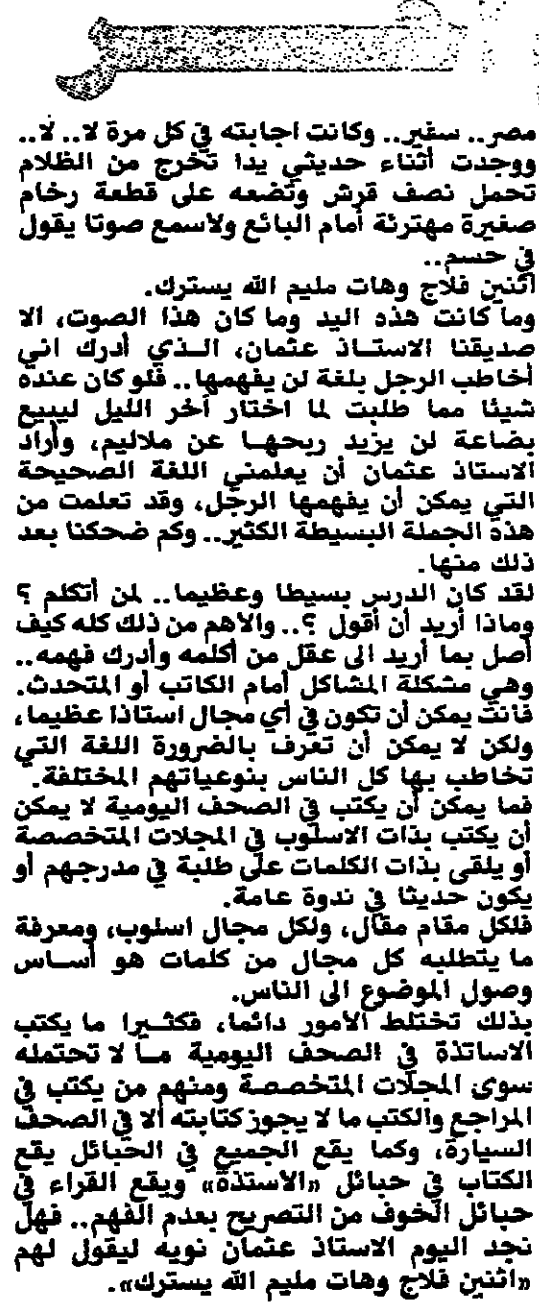 مصر.. سفير.. وكانت اجابته في كل مرة لا.. لا..
ووجدت أثناء حديثي يدا تخرج من الظلام
تحمل نصف قرش وتضعه على قطعة رخام
صغيرة مهترئة أمام البائع ولاسمع صوتا يقول
في حسم..
اثنين فلاج وهات مليم الله يسترك.
وما كانت هذه اليد وما كان هذا الصوت، الا
صديقنا الاستاذ عثمان، الذي أدرك اني
أخاطب الرجل بلغة لن يفهمها.. فلو كان عنده
شيئا مما طلبت لما اختار آخر الليل ليبيع
بضاعة لن يزيد ربحها عن ملاليم، وأراد
الاستاذ عثمان أن يعلمني اللغة الصحيحة
التي يمكن أن يفهمها الرجل، وقد تعلمت من
هذه الجملة البسيطة الكثير.. وكم ضحكنا بعد
ذلك منها.
لقد كان الدرس بسيطا وعظيما.. لمن أتكلم ؟
وماذا أريد أن أقول ؟.. والاهم من ذلك كله كيف
أصل بما أريد الى عقل من أكلمه وأدرك فهمه..
وهي مشكلة المشاكل أمام الكاتب أو المتحدث.
فانت يمكن أن تكون في أي مجال استاذا عظيما،
ولكن لا يمكن أن تعرف بالضرورة اللغة التي
تخاطب بها كل الناس بنوعياتهم المختلفة.
فما يمكن أن يكتب في الصحف اليومية لا يمكن
أن يكتب بذات الاسلوب في المجلات المتخصصة
أو يلقى بذات الكلمات على طلبة في مدرجهم أو
يكون حديثا في ندوة عامة.
فلكل مقام مقال، ولكل مجال اسلوب، ومعرفة
ما يتطلبه كل مجال من كلمات هو أساس
وصول الموضوع الى الناس.
بذلك تختلط الأمور دائما، فكثيرا ما يكتب
الاساتذة في الصحف اليومية ما لا تحتمله
سوى المجلات المتخصصة ومنهم من يكتب في
المراجع والكتب ما لا يجوز كتابته الا في الصحف
السيارة، وكما يقع الجميع في الحبائل يقع
الكتاب في حبائل «الأستذة» ويقع القراء في
حبائل الخوف من التصريح بعدم الفهم.. فهل
نجد اليوم الاستاذ عثمان نويه ليقول لهم
«اثنين فلاج وهات مليم الله يسترك».